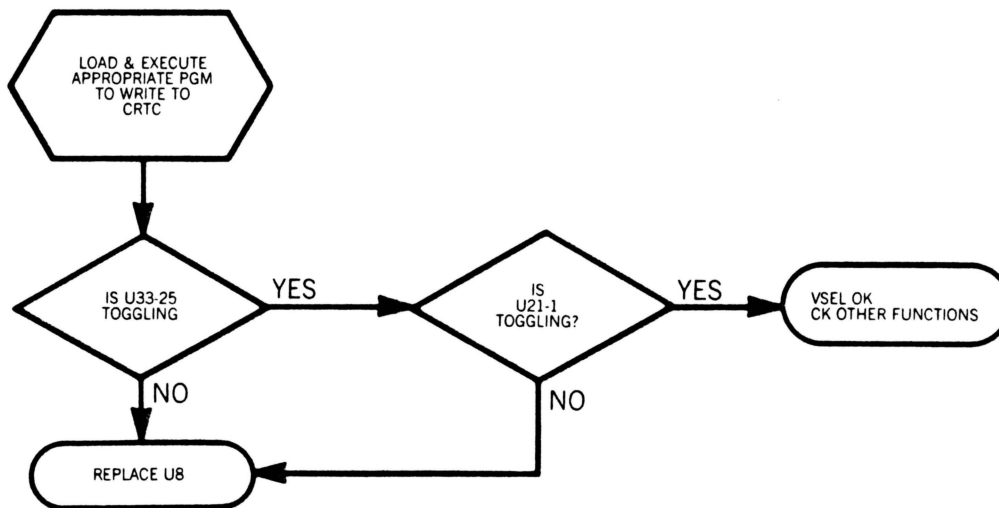 LOAD & EXECUTE
APPROPRIATE PGM
TO WRITE TO
CRTC
IS U33-25
TOGGLING
YES
IS
U21-1
TOGGLING?
YES
VSEL OK
CK OTHER FUNCTIONS
NO
NO
REPLACE U8